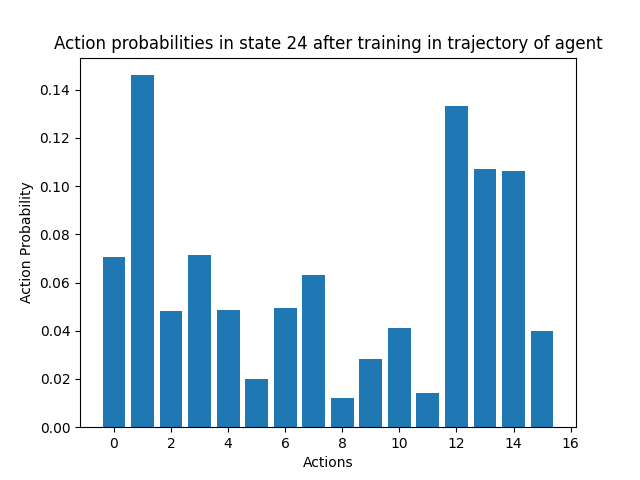 Action probabilities in state 24 after training in trajectory of agent
0.14
0.12
0.10
0.08
0.06
0.04
0.02
0.00
Action Probability
0 2 4 6 8 10 12 14 16
Actions